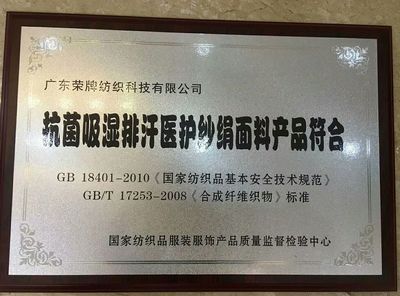 广东荣牌纺织科技有限公司
抗菌吸湿排汗医护纱绢面料产品符合
GB 18401-2010《国家纺织品基本安全技术规范》
GB/T 17253-2008《合成纤维织物》标准
国家纺织品服装服饰产品质量监督检验中心